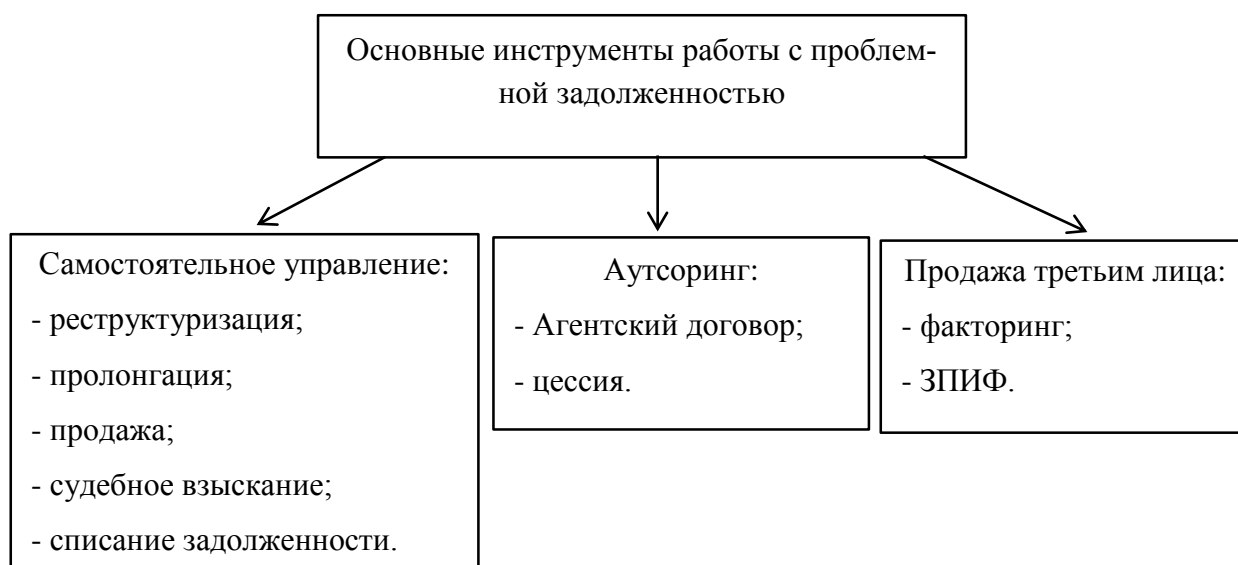 Основные инструменты работы с проблем-
ной задолженностью
Самостоятельное управление:
- реструктуризация;
- пролонгация;
- продажа;
- судебное взыскание;
- списание задолженности.
Аутсоринг:
- Агентский договор;
- цессия.
Продажа третьим лица:
- факторинг;
- ЗПИФ.